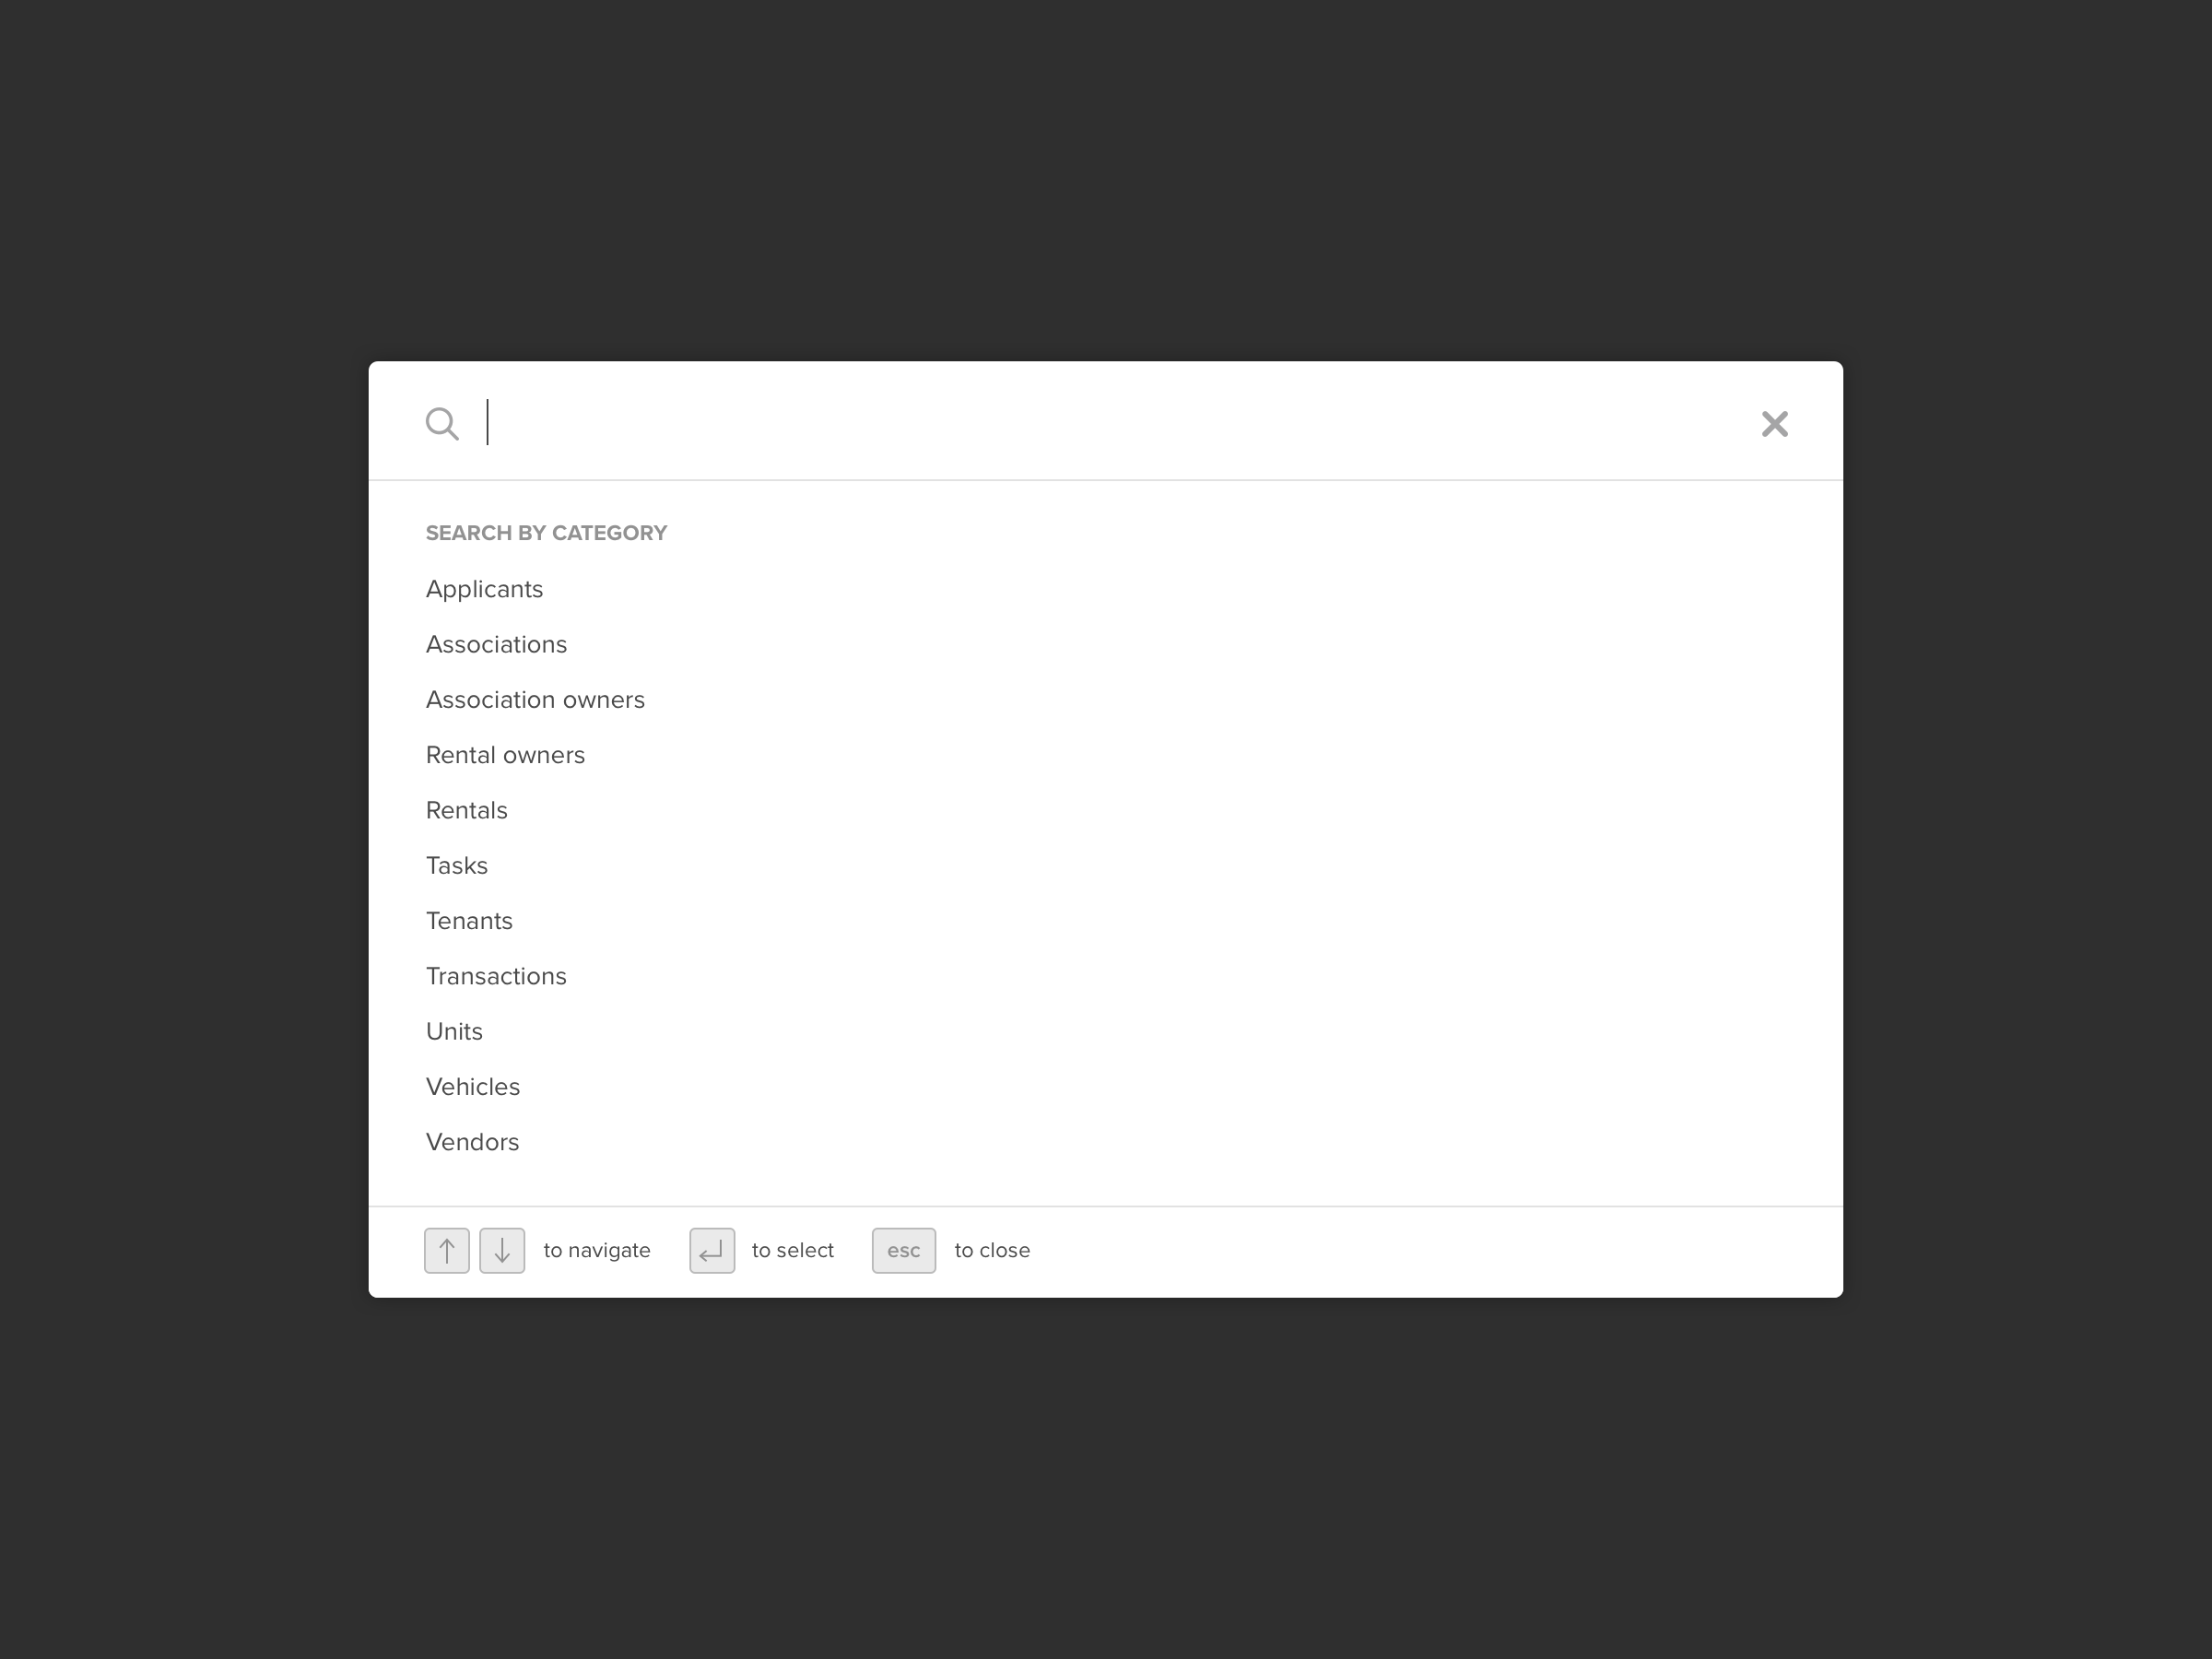 SEARCH BY CATEGORY
Applicants
Associations
Association owners
Rental owners
Rentals
Tasks
Tenants
Transactions
Units
Vehicles
Vendors
to navigate to select esc to close